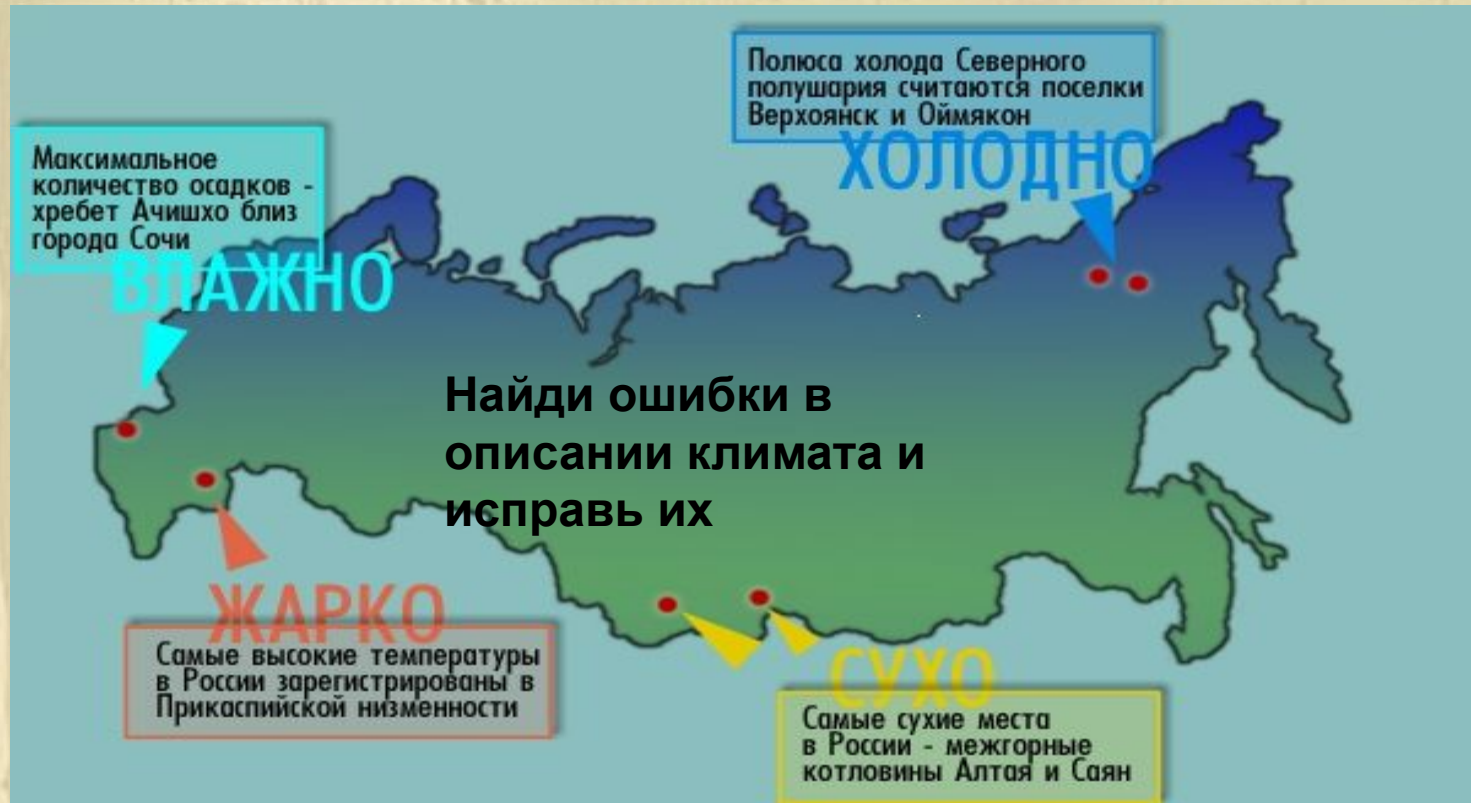 Полюса холода Северного
полушария считаются поселки
Верхоянск и Оймякон
ХОЛОДНО
Максимальное
количество осадков -
хребет Ачишхо близ
города Сочи
ВЛАЖНО
Найди ошибки в
описании климата и
исправь их
ЖАРКО
Самые высокие температуры
в России зарегистрированы в
Прикаспийской низменности
СУХО
Самые сухие места
в России - межгорные
котловины Алтая и Саян